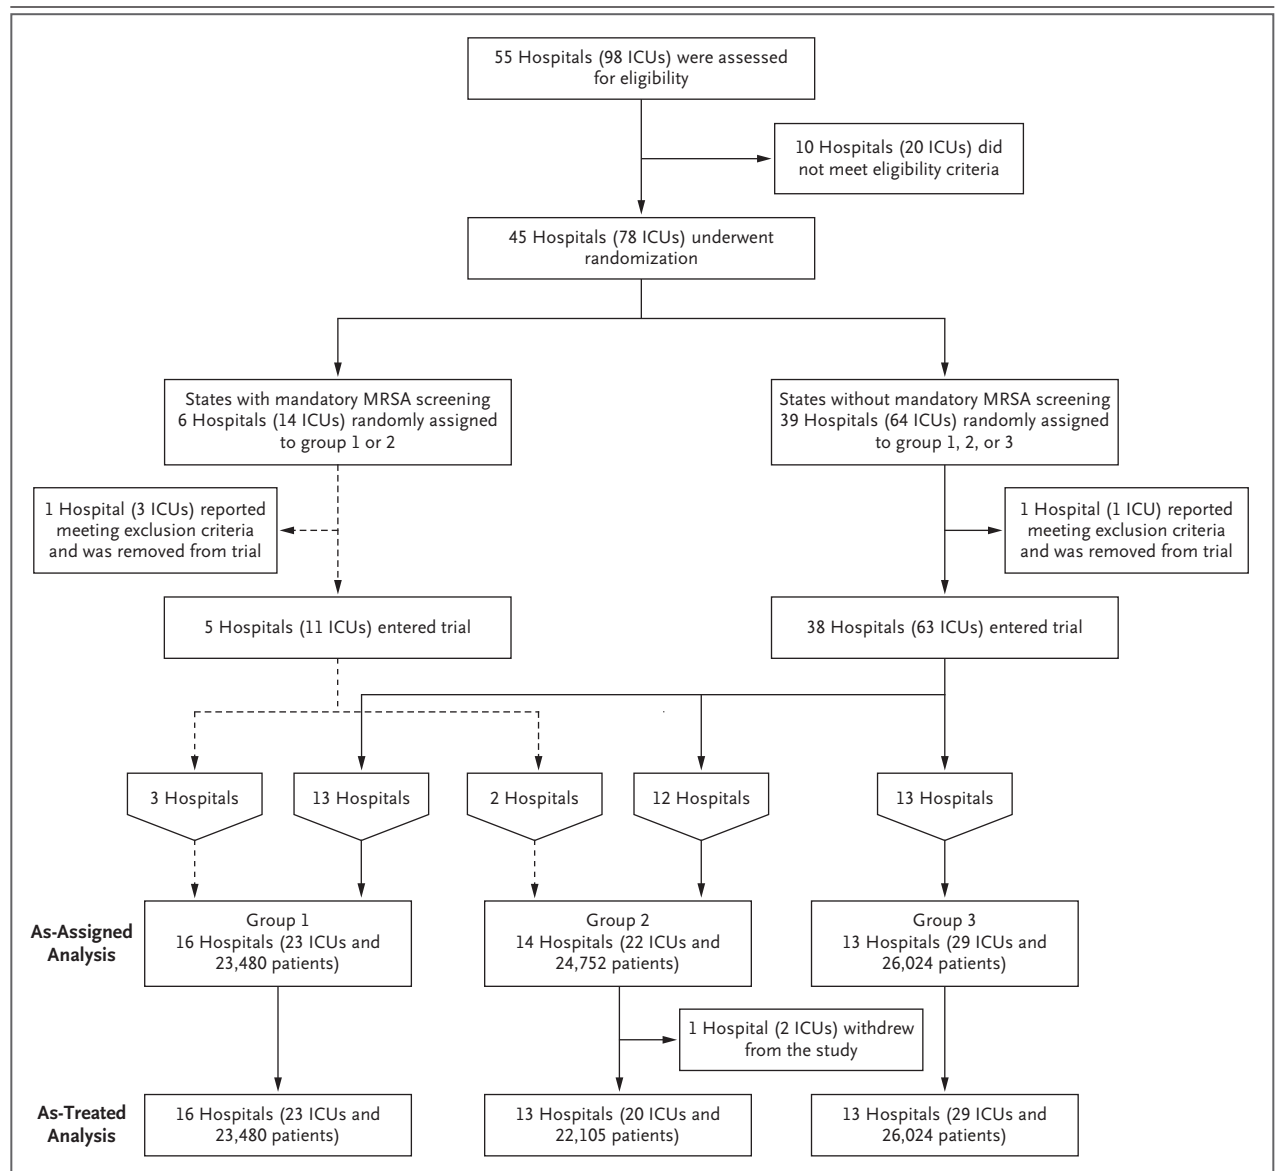 55 Hospitals (98 ICUs) were assessed
for eligibility
10 Hospitals (20 ICUs) did
not meet eligibility criteria
45 Hospitals (78 ICUs) underwent
randomization
States with mandatory MRSA screening
6 Hospitals (14 ICUs) randomly assigned
to group 1 or 2
States without mandatory MRSA screening
39 Hospitals (64 ICUs) randomly assigned
to group 1, 2, or 3
1 Hospital (3 ICUs) reported
meeting exclusion criteria
and was removed from trial
1 Hospital (1 ICU) reported
meeting exclusion criteria
and was removed from trial
5 Hospitals (11 ICUs) entered trial
38 Hospitals (63 ICUs) entered trial
3 Hospitals
13 Hospitals
2 Hospitals
12 Hospitals
13 Hospitals
As-Assigned
Analysis
Group 1
16 Hospitals (23 ICUs and
23,480 patients)
Group 2
14 Hospitals (22 ICUs and
24,752 patients)
Group 3
13 Hospitals (29 ICUs and
26,024 patients)
1 Hospital (2 ICUs) withdrew
from the study
As-Treated
Analysis
16 Hospitals (23 ICUs and
23,480 patients)
13 Hospitals (20 ICUs and
22,105 patients)
13 Hospitals (29 ICUs and
26,024 patients)